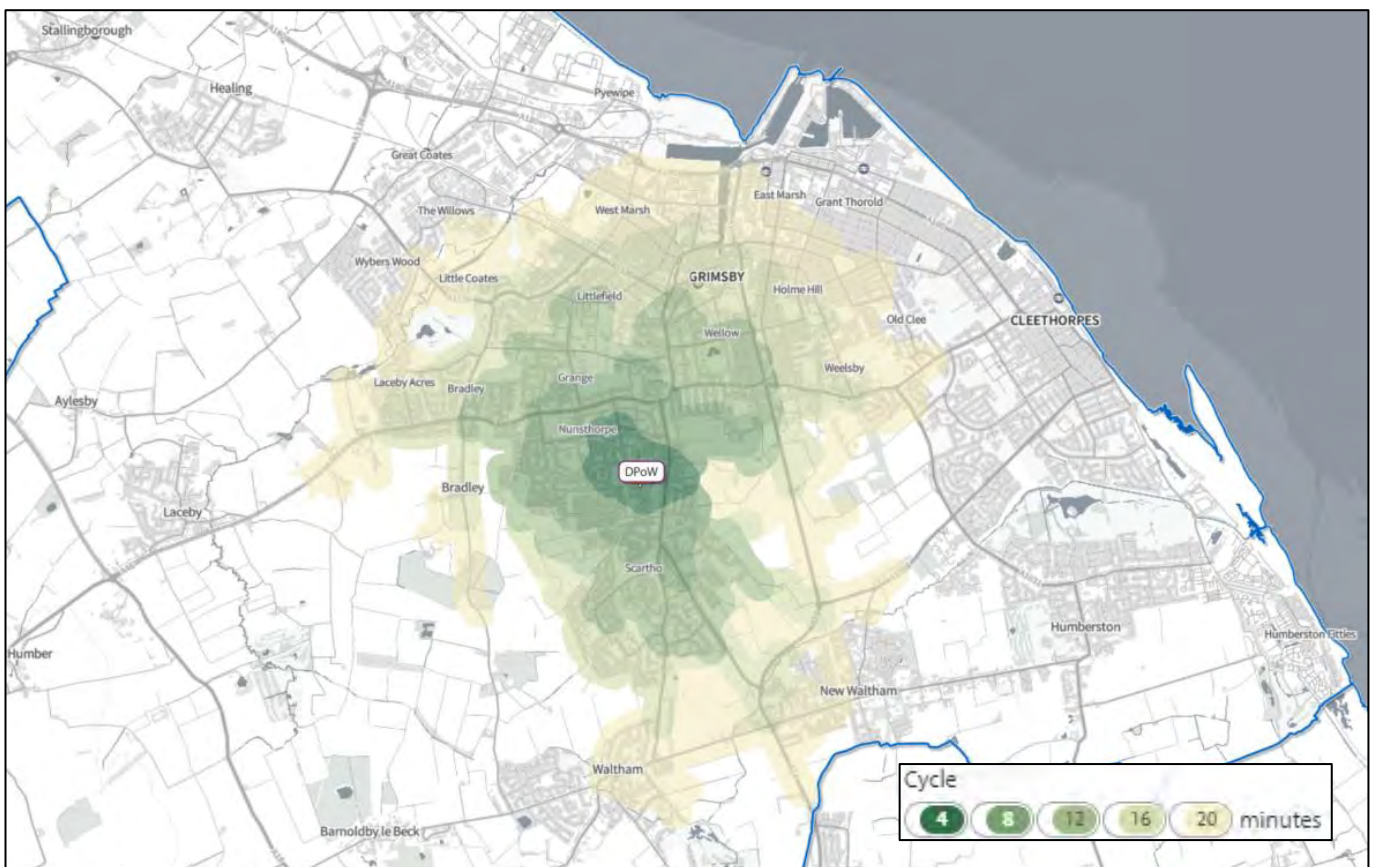 Stallingborough
Healing
Pyewipe
Great Coates
East Marsh
Grant Thorold
West Marsh
The Willows
Wybers Wood
Little Coates
GRIMSBY
Holme Hill
Littlefield
Old Clee
CLEETHORPES
Wellow
Weelsby
Grange
Laceby Acres
Bradley
Aylesby
Nunsthorpe
DPoW
Bradley
Laceby
Scartho
Humberston
Humberston Fitties
Humber
New Waltham
Waltham
Barnoldby le Beck
Cycle
4 8 12 16 20 minutes